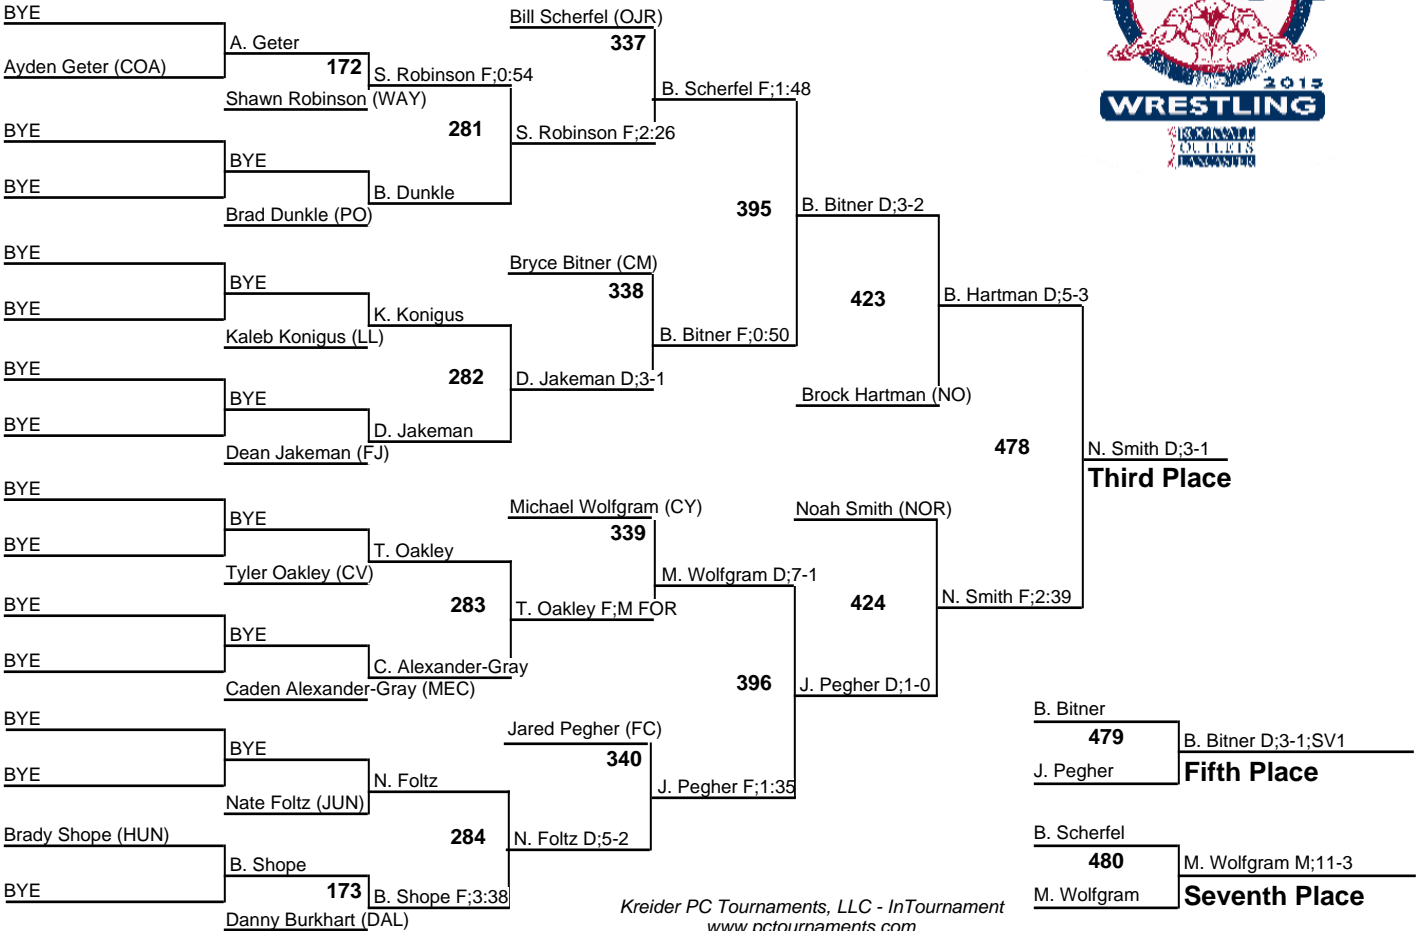 BYE
Ayden Geter (COA)
A. Geter
172
Shawn Robinson (WAY)
S. Robinson F;0:54
BYE
BYE
BYE
Brad Dunkle (PO)
B. Dunkle
281
S. Robinson F;2:26
Bill Scherfel (OJR)
337
B. Scherfel F;1:48
BYE
BYE
BYE
Kaleb Konigus (LL)
K. Konigus
BYE
BYE
BYE
Dean Jakeman (FJ)
D. Jakeman
282
D. Jakeman D;3-1
Bryce Bitner (CM)
338
B. Bitner F;0:50
395
B. Bitner D;3-2
423
Brock Hartman (NO)
B. Hartman D;5-3
BYE
BYE
BYE
Tyler Oakley (CV)
T. Oakley
BYE
BYE
BYE
Caden Alexander-Gray (MEC)
C. Alexander-Gray
283
T. Oakley F;M FOR
Michael Wolfgram (CY)
339
M. Wolfgram D;7-1
BYE
BYE
BYE
Nate Foltz (JUN)
N. Foltz
Brady Shope (HUN)
BYE
B. Shope
173
Danny Burkhart (DAL)
B. Shope F;3:38
284
N. Foltz D;5-2
Jared Pegher (FC)
340
J. Pegher F;1:35
396
J. Pegher D;1-0
Noah Smith (NOR)
424
N. Smith F;2:39
478
N. Smith D;3-1
Third Place
B. Bitner
479
J. Pegher
B. Bitner D;3-1;SV1
Fifth Place
B. Scherfel
480
M. Wolfgram
M. Wolfgram M;11-3
Seventh Place
2015
WRESTLING
ROCKVALE
OUTLETS
LANCASTER
Kreider PC Tournaments, LLC - InTournament
www.pctournaments.com